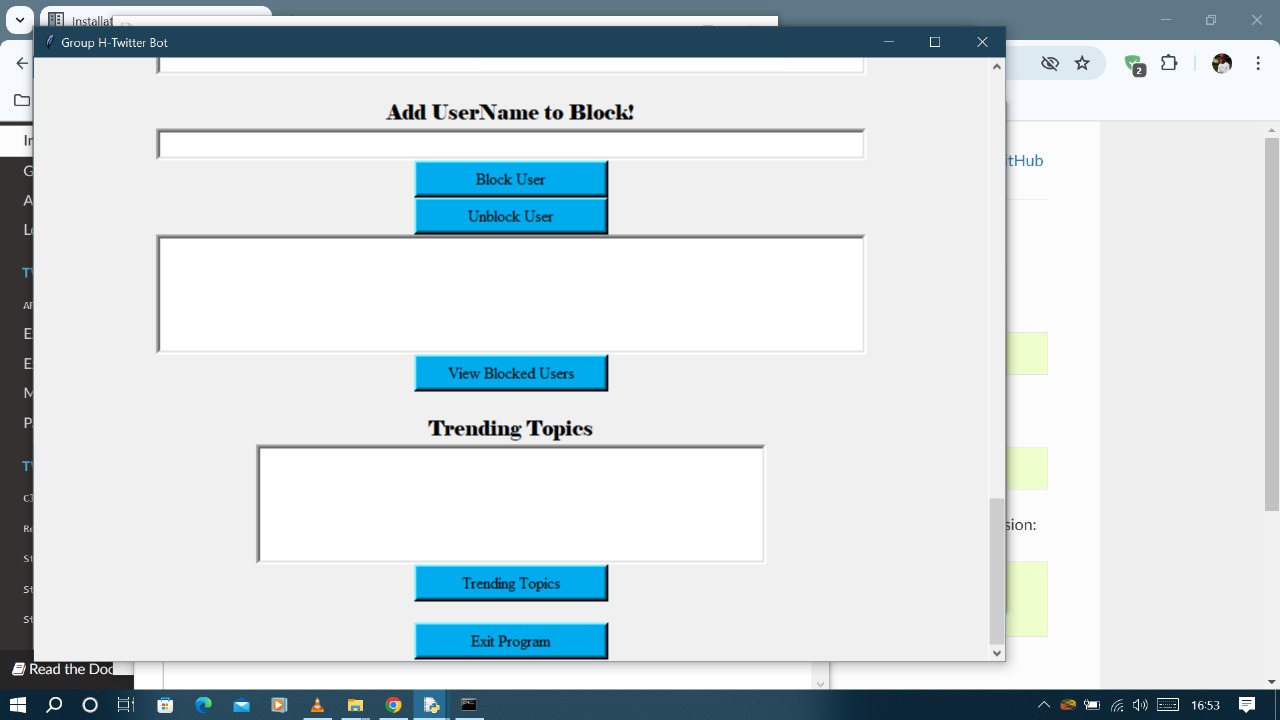 Installat
Group H-Twitter Bot
2
Add UserName to Block!
itHub
Block User
Unblock User
View Blocked Users
Trending Topics
sion:
Trending Topics
Exit Program
Read the Doc
16:53